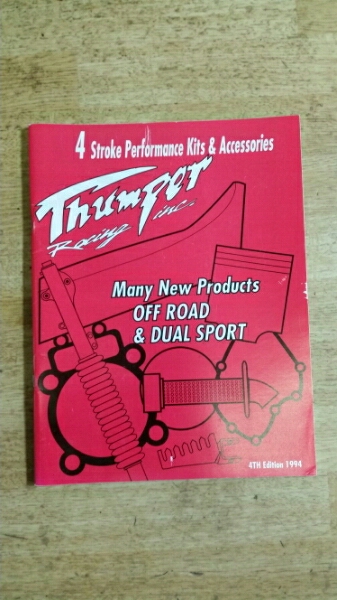 4 Stroke Performance Kits & Accessories
Thumper
Racing inc.
Many New Products
OFF ROAD
& DUAL SPORT
4TH Edition 1994